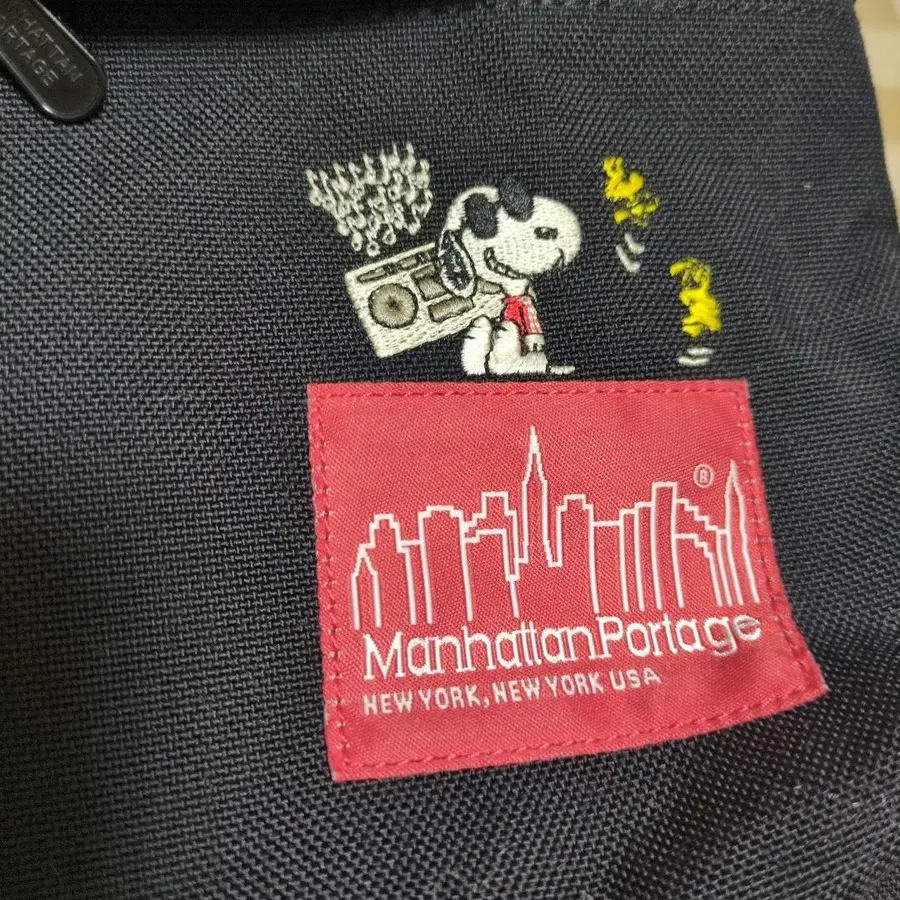 MANHATTAN
PORTAGE
®
ManhattanPortage
NEW YORK, NEW YORK USA